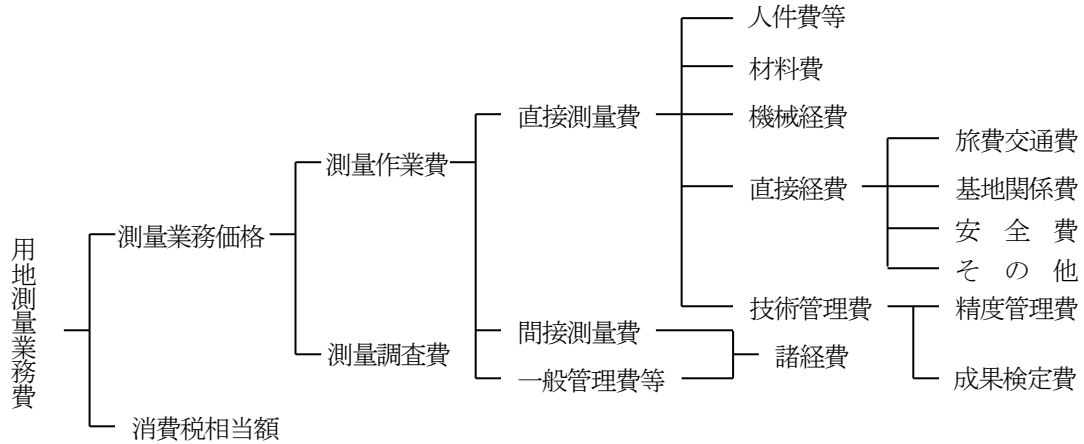 用地測量業務費
測量業務価格
消費税相当額
測量作業費
測量調査費
直接測量費
間接測量費
一般管理費等
諸経費
人件費等
材料費
機械経費
直接経費
技術管理費
旅費交通費
基地関係費
安　全　費
そ　の　他
精度管理費
成果検定費